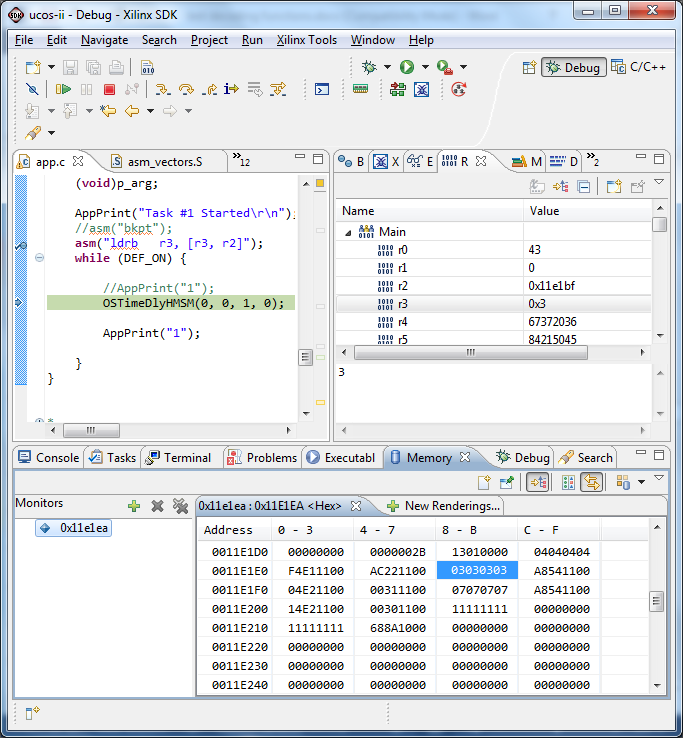 ucos-ii - Debug - Xilinx SDK
File Edit Navigate Search Project Run Xilinx Tools Window Help
Debug C/C++
app.c asm_vectors.S »12
B X E R M D »2
(void)p_arg;
AppPrint("Task #1 Started\r\n");
//asm("bkpt");
asm("ldrb r3, [r3, r2]");
while (DEF_ON) {
//AppPrint("1");
OSTimeDlyHMSM(0, 0, 1, 0);
AppPrint("1");
}
}
Name Value
Main
r0 43
r1 0
r2 0x11e1bf
r3 0x3
r4 67372036
r5 84215045
3
Console Tasks Terminal Problems Executabl Memory Debug Search
Monitors
0x11e1ea
0x11e1ea : 0x11E1EA <Hex> New Renderings...
Address 0 - 3 4 - 7 8 - B C - F
0011E1D0 00000000 0000002B 13010000 04040404
0011E1E0 F4E11100 AC221100 03030303 A8541100
0011E1F0 04E21100 00311100 07070707 A8541100
0011E200 14E21100 00301100 11111111 00000000
0011E210 11111111 688A1000 00000000 00000000
0011E220 00000000 00000000 00000000 00000000
0011E230 00000000 00000000 00000000 00000000
0011E240 00000000 00000000 00000000 00000000